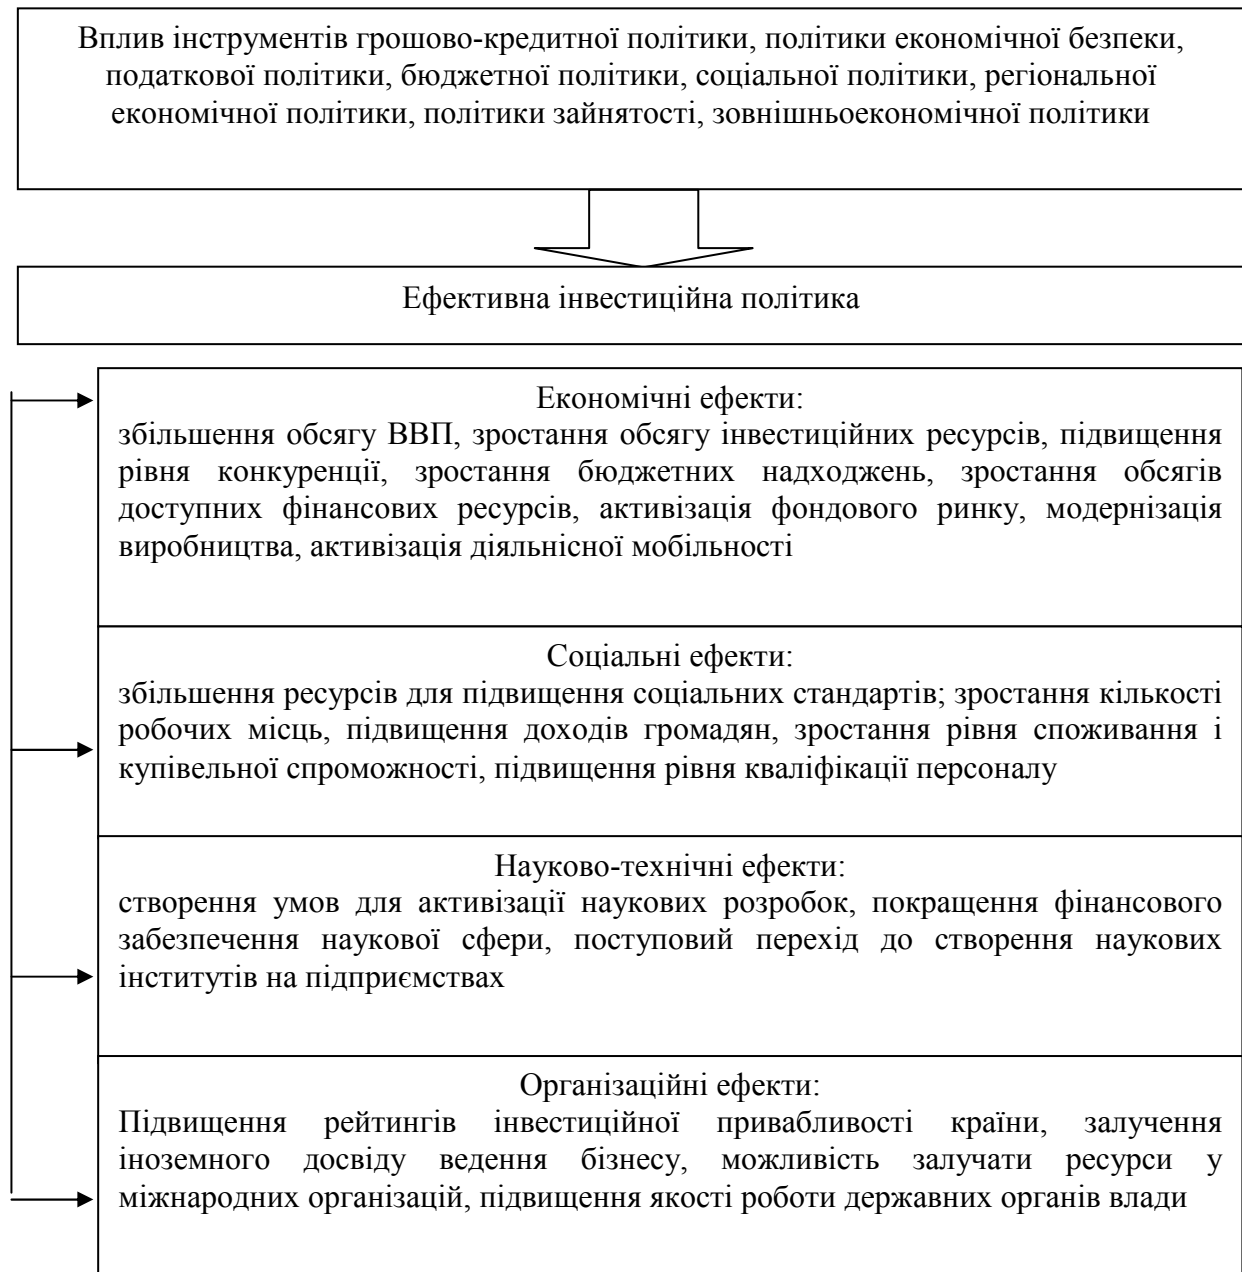 Вплив інструментів грошово-кредитної політики, політики економічної безпеки,
податкової політики, бюджетної політики, соціальної політики, регіональної
економічної політики, політики зайнятості, зовнішньоекономічної політики
Ефективна інвестиційна політика
Економічні ефекти:
збільшення обсягу ВВП, зростання обсягу інвестиційних ресурсів, підвищення
рівня конкуренції, зростання бюджетних надходжень, зростання обсягів
доступних фінансових ресурсів, активізація фондового ринку, модернізація
виробництва, активізація діяльнісної мобільності
Соціальні ефекти:
збільшення ресурсів для підвищення соціальних стандартів; зростання кількості
робочих місць, підвищення доходів громадян, зростання рівня споживання і
купівельної спроможності, підвищення рівня кваліфікації персоналу
Науково-технічні ефекти:
створення умов для активізації наукових розробок, покращення фінансового
забезпечення наукової сфери, поступовий перехід до створення наукових
інститутів на підприємствах
Організаційні ефекти:
Підвищення рейтингів інвестиційної привабливості країни, залучення
іноземного досвіду ведення бізнесу, можливість залучати ресурси у
міжнародних організацій, підвищення якості роботи державних органів влади